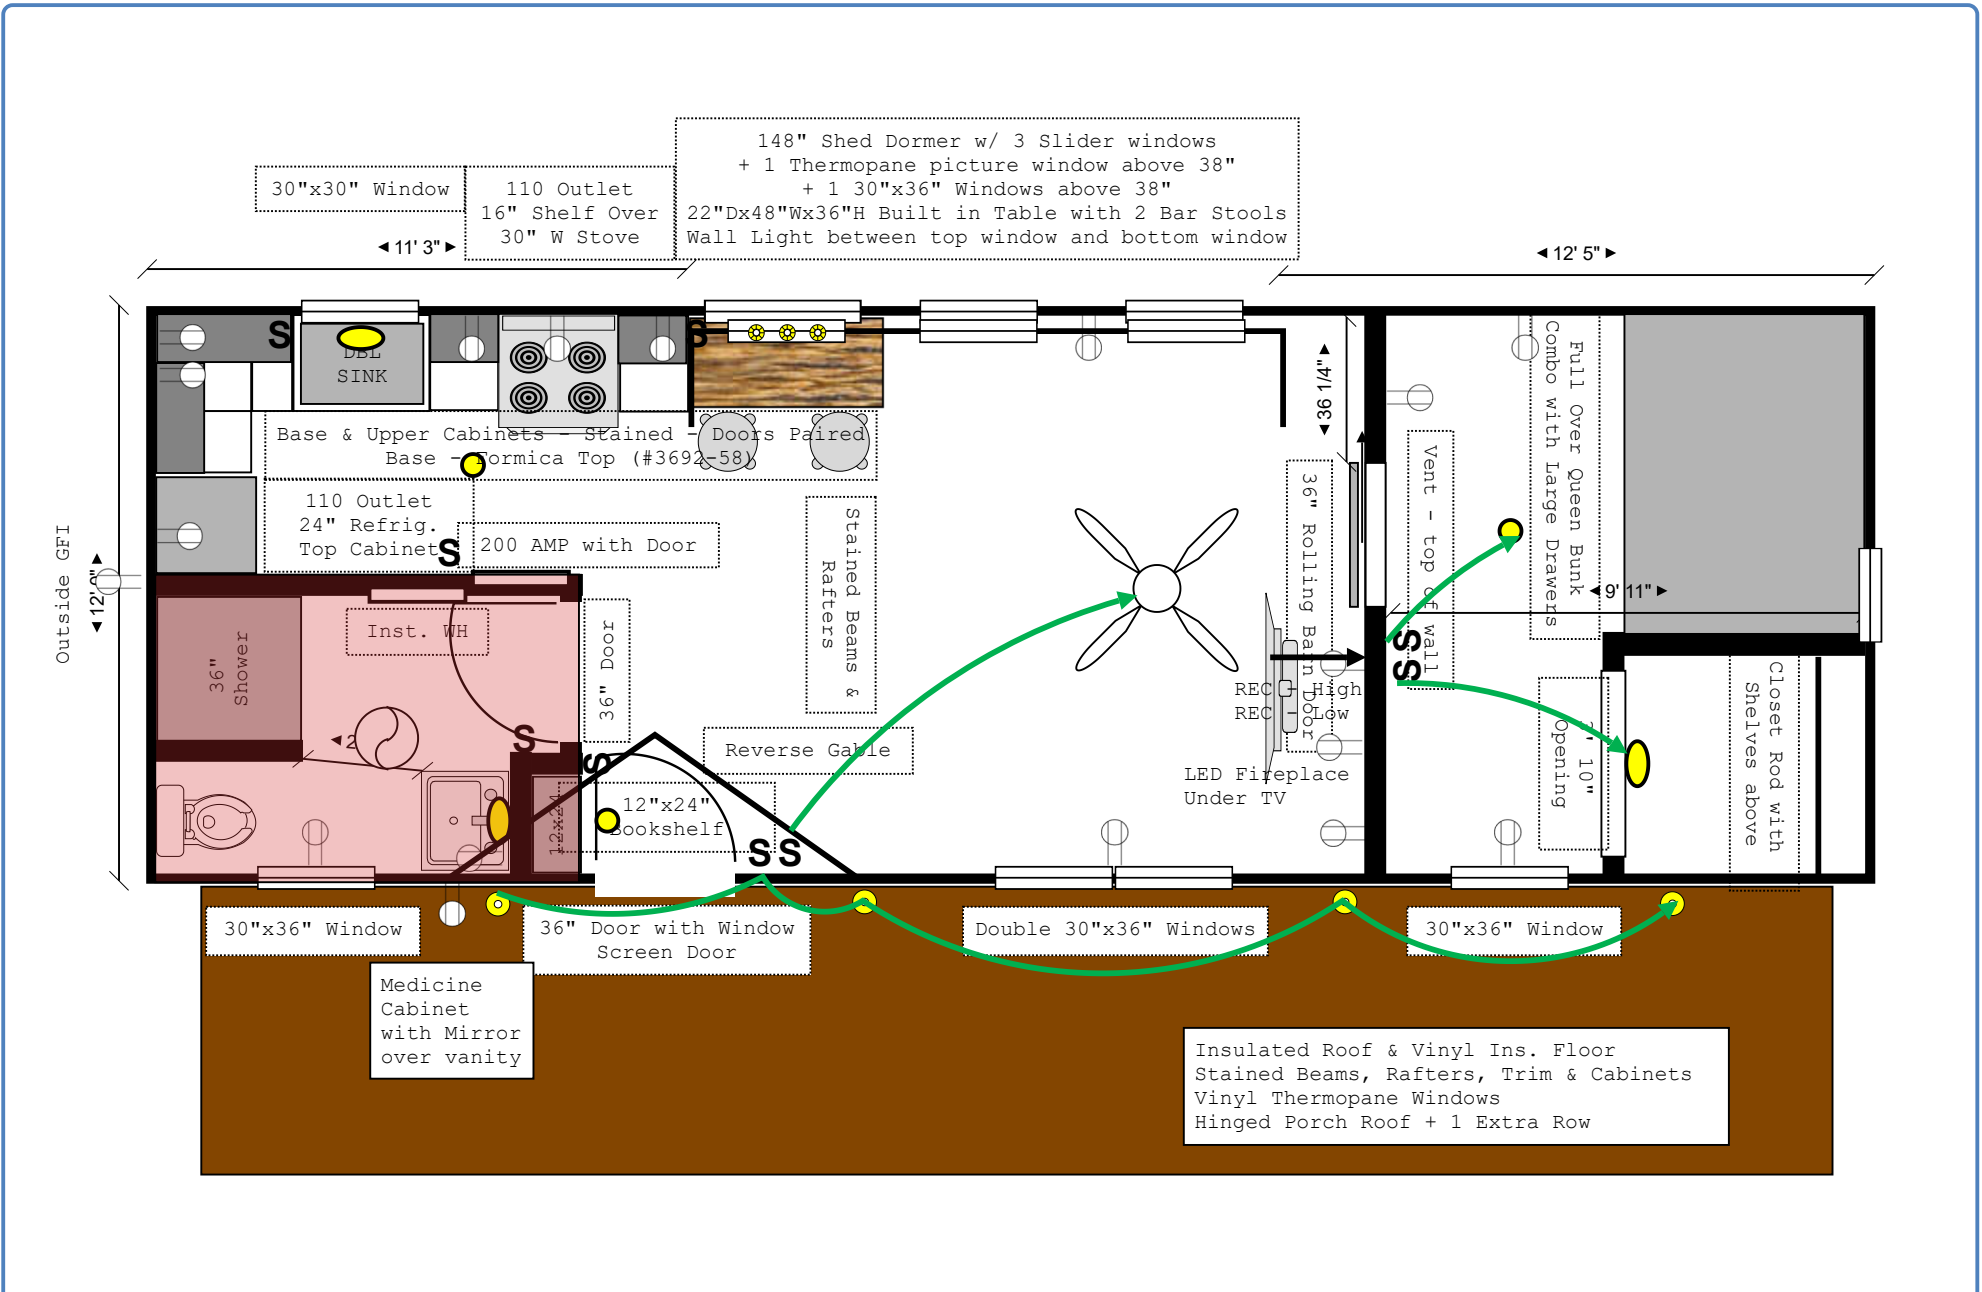 148" Shed Dormer w/ 3 Slider windows
+ 1 Thermopane picture window above 38"
+ 1 30"x36" Windows above 38"
22"Dx48"Wx36"H Built in Table with 2 Bar Stools
Wall Light between top window and bottom window
30"x30" Window
110 Outlet
16" Shelf Over
30" W Stove
11' 3"
12' 5"
S
S
DBL
SINK
36 1/4"
Full Over Queen Bunk
Combo with Large Drawers
Base & Upper Cabinets - Stained - Doors Paired
Base - Formica Top (#3692-58)
110 Outlet
24" Refrig.
Top Cabinet
S
200 AMP with Door
Stained Beams &
Rafters
36" Rolling Barn Door
Vent - top of wall
9' 11"
Outside GFI
12' 0"
36"
Shower
Inst. WH
36" Door
S
S
Reverse Gable
12"x24"
Bookshelf
12x24
S S
REC - High
REC - Low
LED Fireplace
Under TV
S
S
3' 10"
Opening
Closet Rod with
Shelves above
30"x36" Window
36" Door with Window
Screen Door
Double 30"x36" Windows
30"x36" Window
Medicine
Cabinet
with Mirror
over vanity
Insulated Roof & Vinyl Ins. Floor
Stained Beams, Rafters, Trim & Cabinets
Vinyl Thermopane Windows
Hinged Porch Roof + 1 Extra Row